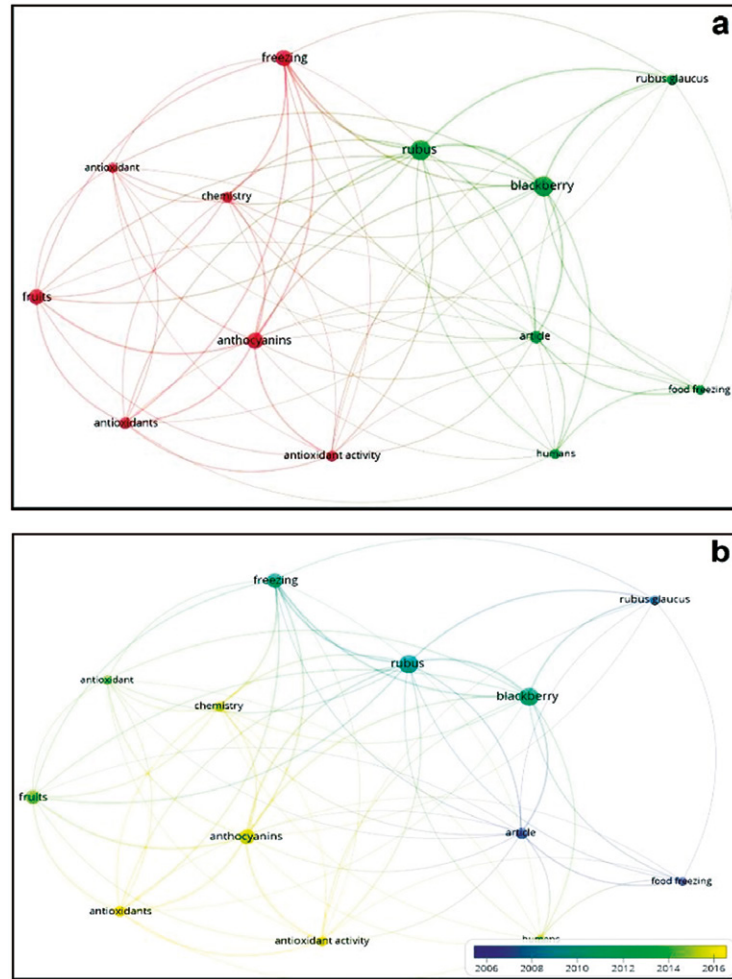 a
freezing
rubus glaucus
rubus
antioxidant
blackberry
chemistry
fruits
anthocyanins
article
food freezing
antioxidants
antioxidant activity
humans
b
freezing
rubus glaucus
rubus
antioxidant
blackberry
chemistry
fruits
anthocyanins
article
food freezing
antioxidants
antioxidant activity
humans
2006 2008 2010 2012 2014 2016